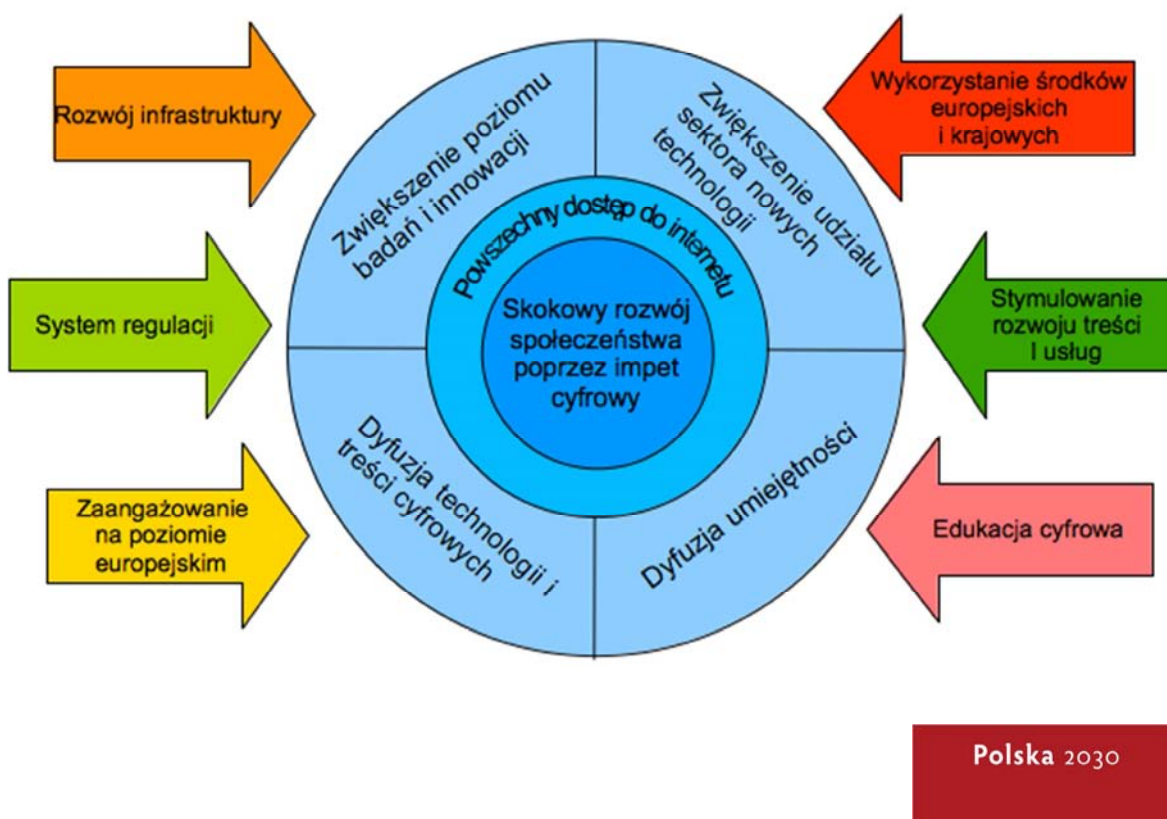 Rozwój infrastruktury
System regulacji
Zaangażowanie
na poziomie
europejskim
Zwiększenie poziomu
badań i innowacji
Zwiększenie udziału
sektora nowych
technologii
Powszechny dostęp do internetu
Skokowy rozwój
społeczeństwa
poprzez impet
cyfrowy
Dyfuzja technologii i
treści cyfrowych
Dyfuzja umiejętności
Wykorzystanie środków
europejskich
i krajowych
Stymulowanie
rozwoju treści
I usług
Edukacja cyfrowa
Polska 2030